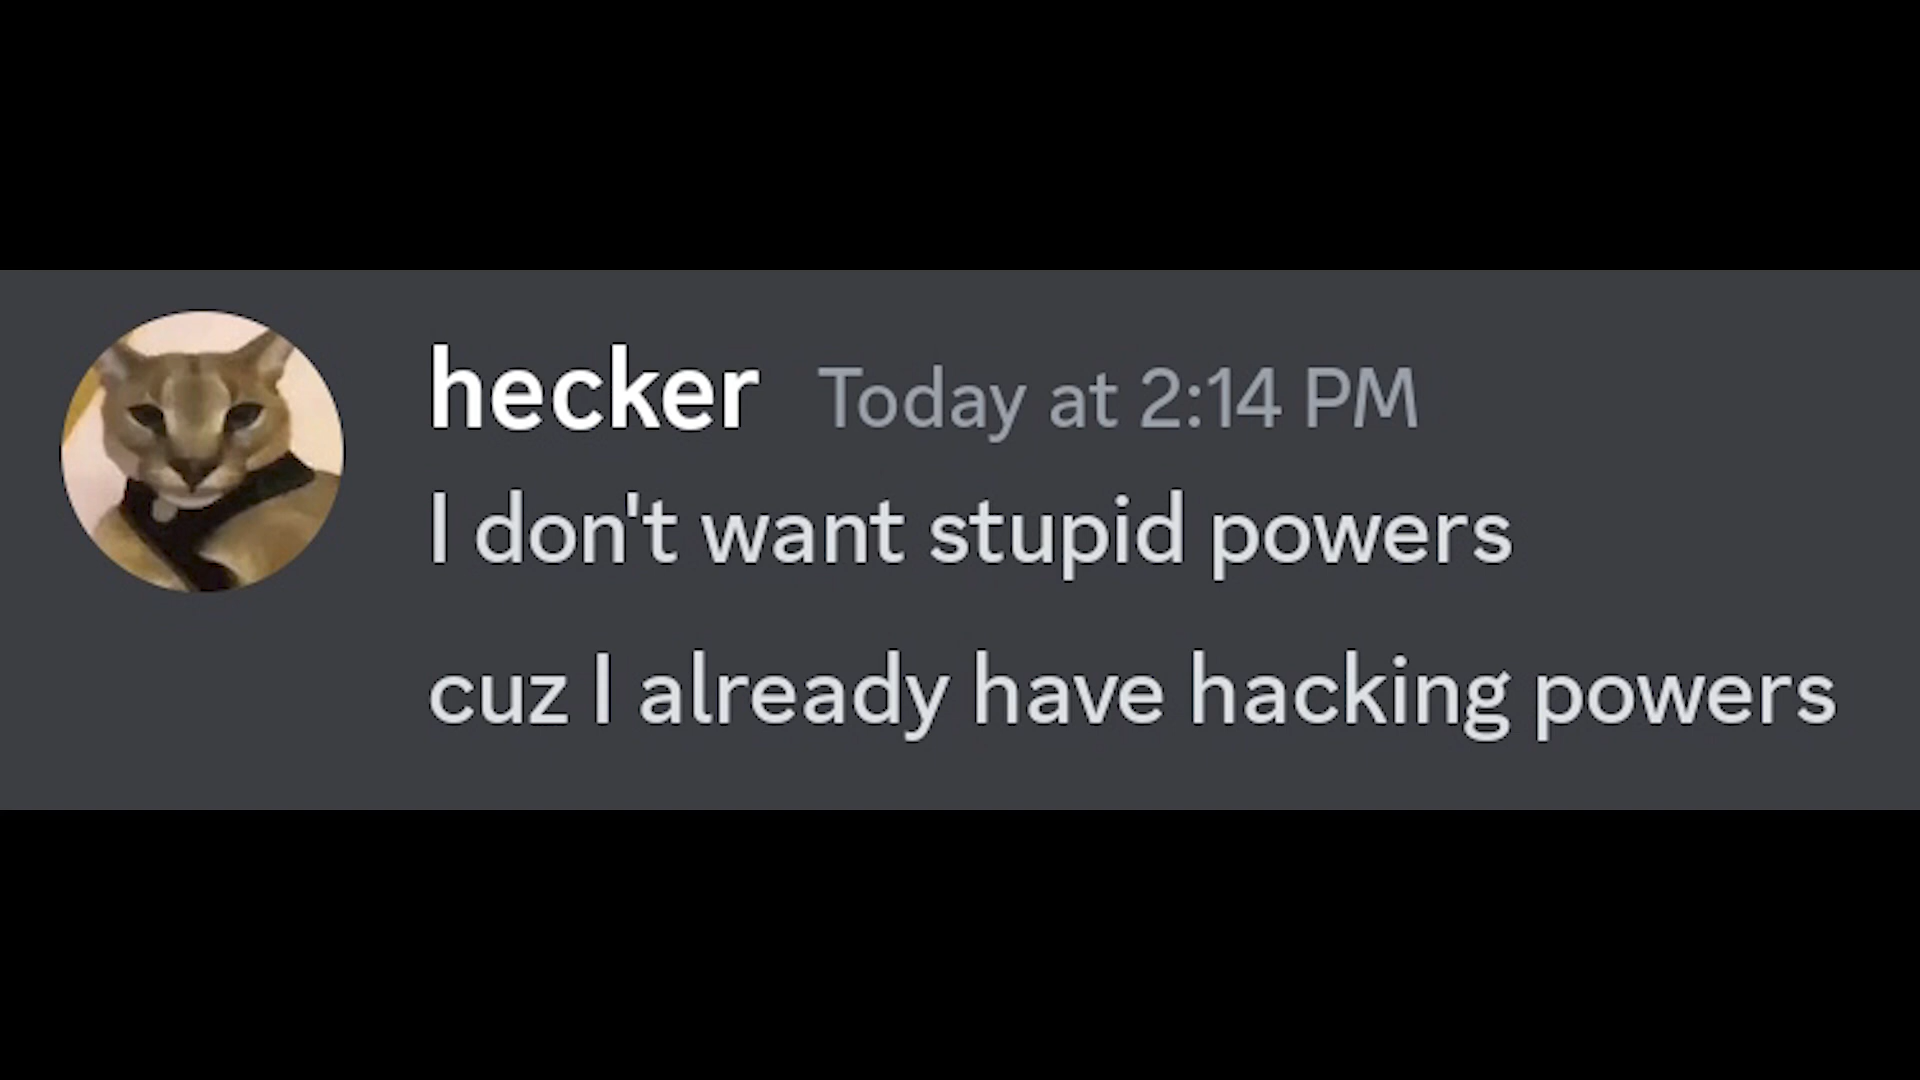 hecker Today at 2:14 PM
I don't want stupid powers
cuz I already have hacking powers